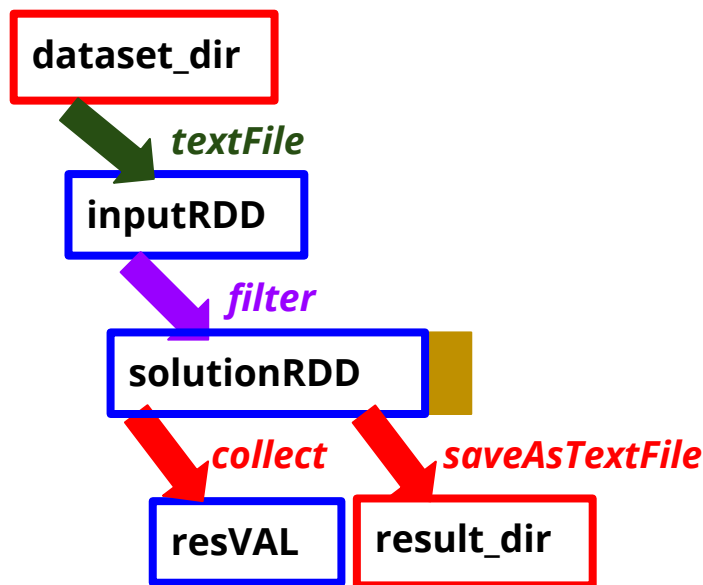 dataset_dir
textFile
inputRDD
filter
solutionRDD
collect
saveAsTextFile
resVAL
result_dir